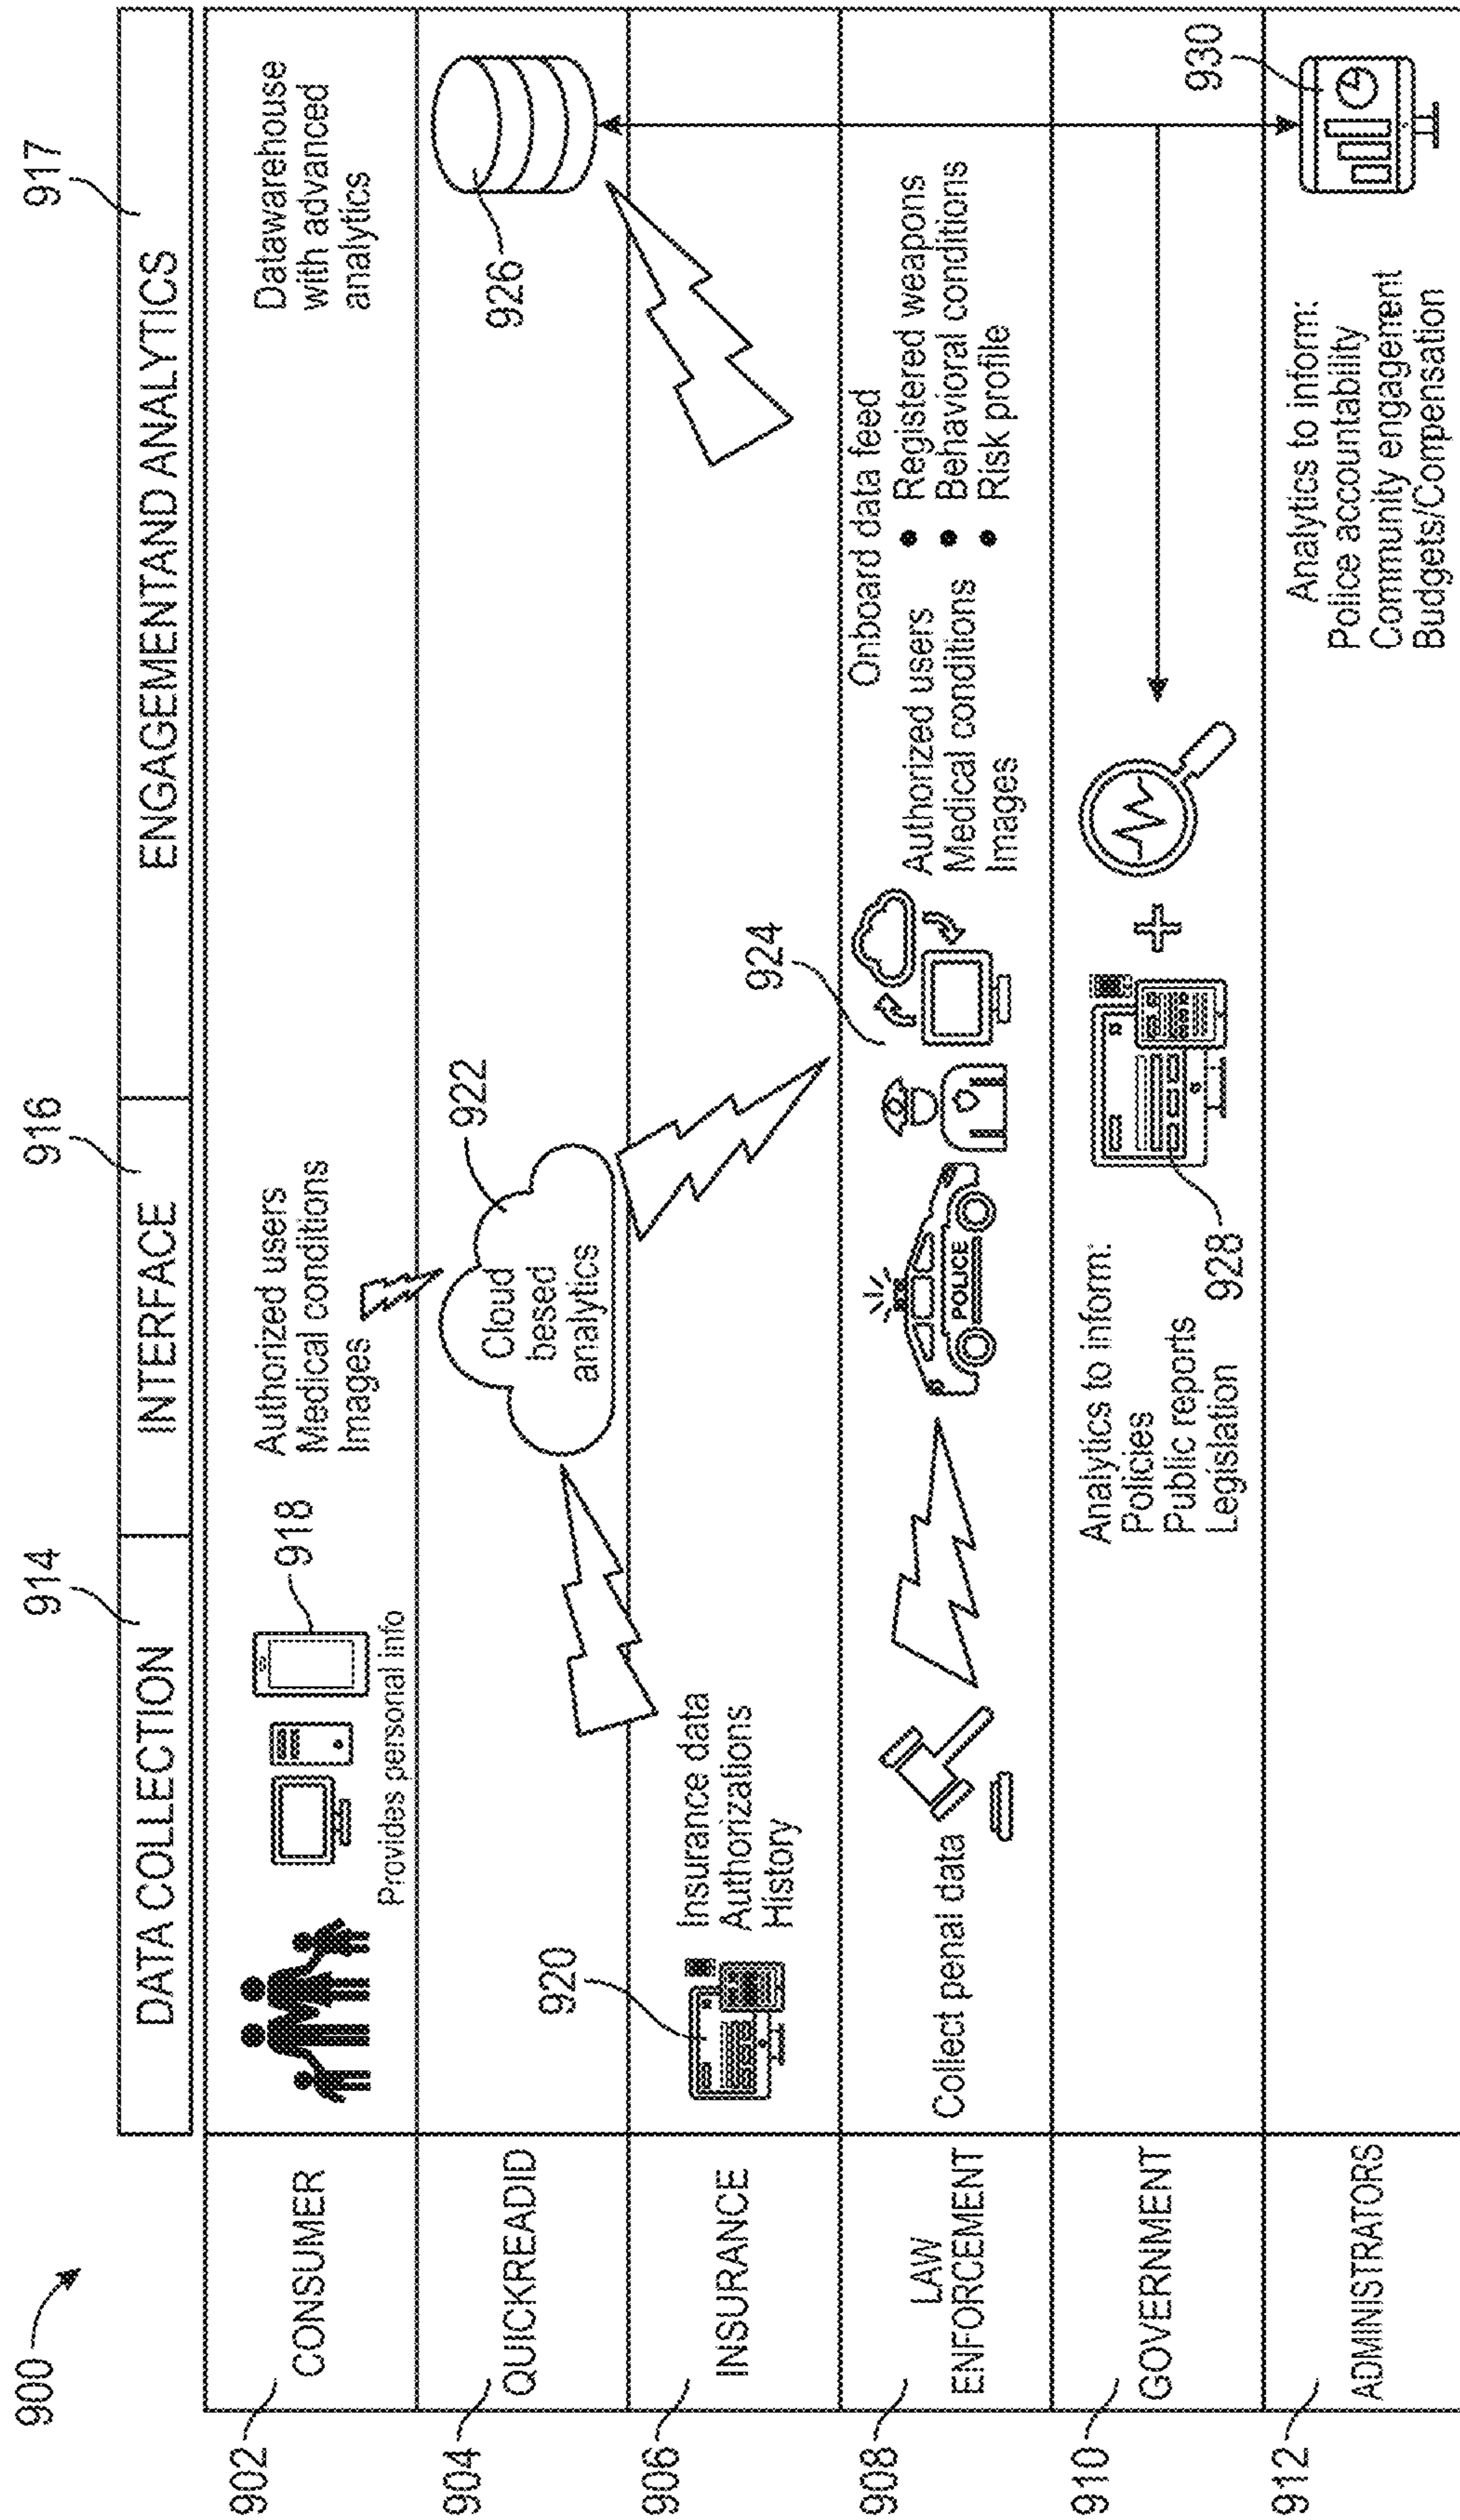 900
914
916
917
DATA COLLECTION
INTERFACE
ENGAGEMENTAND ANALYTICS
902
CONSUMER
Provides personal info
918
Authorized users
Medical conditions
Images
Datawarehouse
with advanced
analytics
904
QUICKREADID
922
Cloud
besed
analytics
926
906
INSURANCE
920
Insurance data
Authorizations
History
908
LAW
ENFORCEMENT
Collect penal data
POLICE
924
Onboard data feed
Authorized users
Medical conditions
Images
• Registered weapons
• Behavioral conditions
• Risk profile
910
GOVERNMENT
Analytics to inform:
Policies
Public reports
Legislation
928
+
912
ADMINISTRATORS
Analytics to inform:
Police accountability
Community engagement
Budgets/Compensation
930